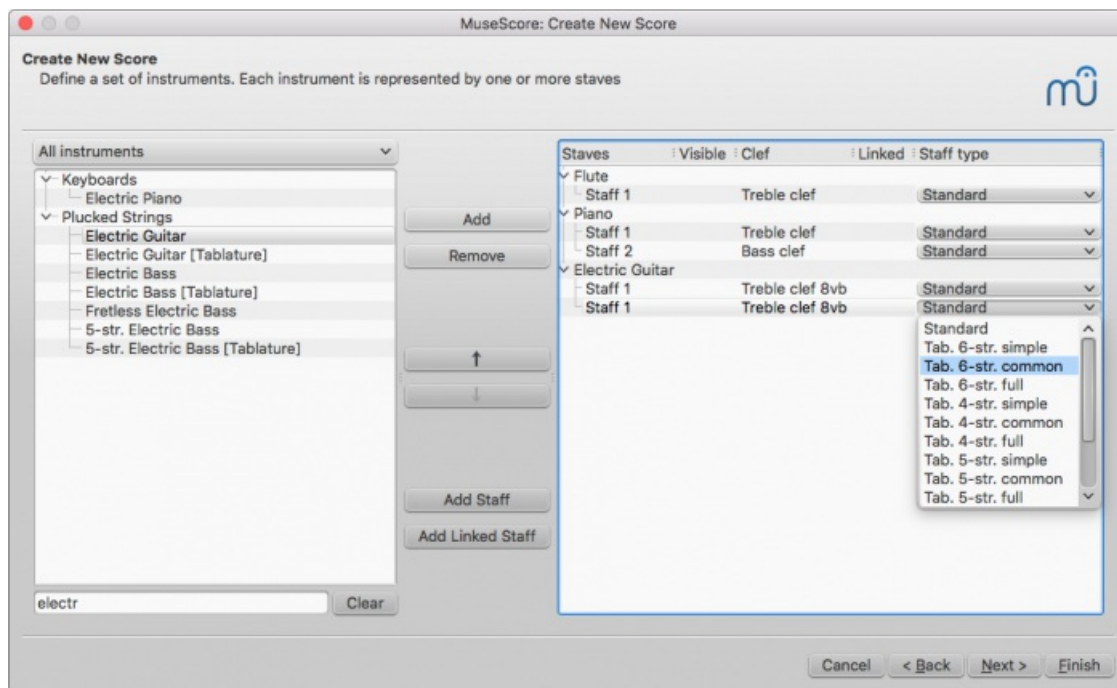 MuseScore: Create New Score
Create New Score
Define a set of instruments. Each instrument is represented by one or more staves
mu
All instruments
Keyboards
Electric Piano
Plucked Strings
Electric Guitar
Electric Guitar [Tablature]
Electric Bass
Electric Bass [Tablature]
Fretless Electric Bass
5-str. Electric Bass
5-str. Electric Bass [Tablature]
electr
Clear
Add
Remove
Add Staff
Add Linked Staff
Staves Visible Clef Linked Staff type
Flute
Staff 1 Treble clef Standard
Piano
Staff 1 Treble clef Standard
Staff 2 Bass clef Standard
Electric Guitar
Staff 1 Treble clef 8vb Standard
Staff 1 Treble clef 8vb Standard
Standard
Tab. 6-str. simple
Tab. 6-str. common
Tab. 6-str. full
Tab. 4-str. simple
Tab. 4-str. common
Tab. 4-str. full
Tab. 5-str. simple
Tab. 5-str. common
Tab. 5-str. full
Cancel < Back Next > Finish